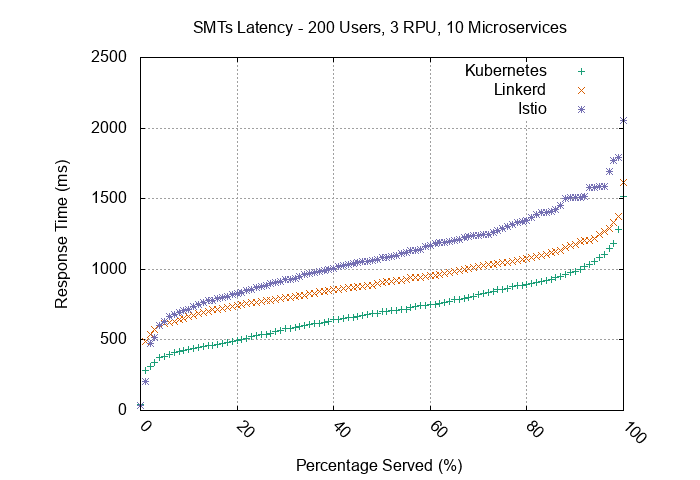 SMTs Latency - 200 Users, 3 RPU, 10 Microservices
2500
2000
1500
1000
500
0
Response Time (ms)
Kubernetes
Linkerd
Istio
0
20
40
60
80
100
Percentage Served (%)